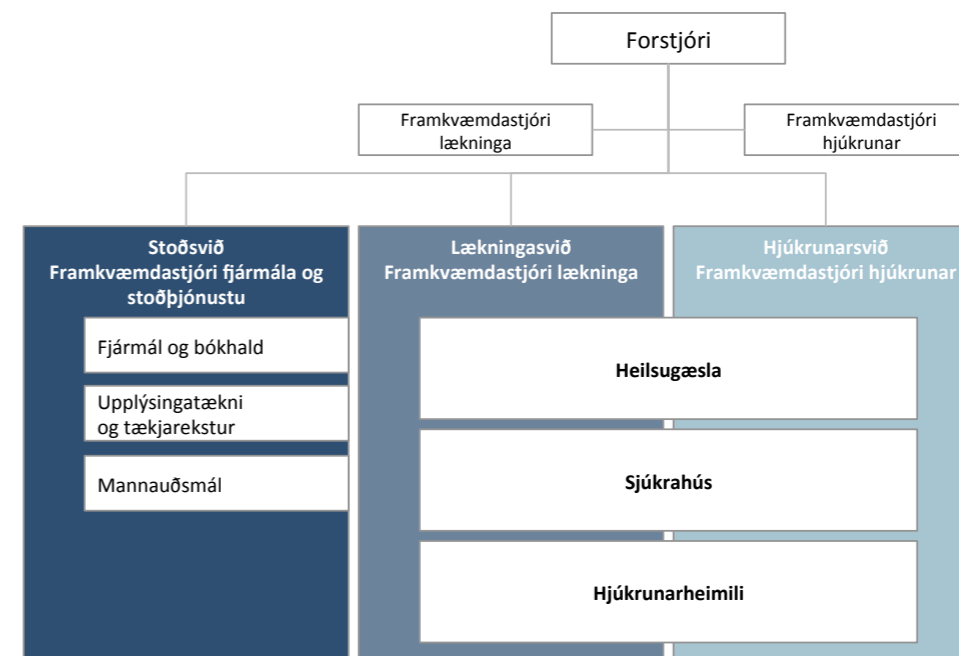 Forstjóri
Framkvæmdastjóri
lækninga
Framkvæmdastjóri
hjúkrunar
Stoðsvið
Framkvæmdastjóri fjármála og
stoðþjónustu
Fjármál og bókhald
Upplýsingatækni
og tækjarekstur
Mannauðsmál
Lækningasvið
Framkvæmdastjóri lækninga
Hjúkrunarsvið
Framkvæmdastjóri hjúkrunar
Heilsugæsla
Sjúkrahús
Hjúkrunarheimili